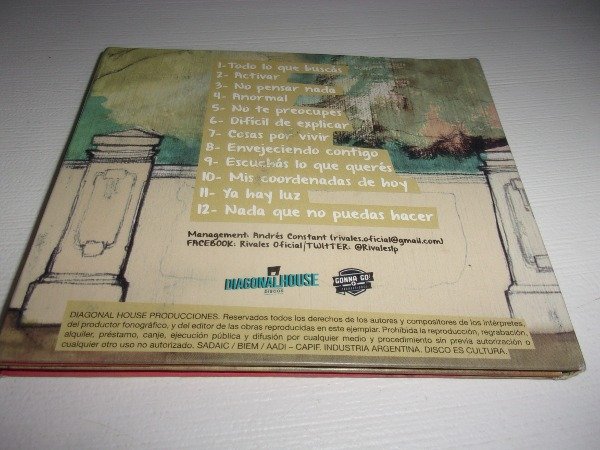 1- Todo lo que buscás
2- Activar
3- No pensar nada
4- Anormal
5- No te preocupes
6- Difícil de explicar
7- Cosas por vivir
8- Envejeciendo contigo
9- Escuchás lo que querés
10- Mis coordenadas de hoy
11- Ya hay luz
12- Nada que no puedas hacer
Management: Andrés Constant (rivales.oficial@gmail.com)
FACEBOOK: Rivales Oficial/TWITTER: @Rivaleslp
DIAGONAL HOUSE
DISCOS
GONNA GO!
DIAGONAL HOUSE PRODUCCIONES. Reservados todos los derechos de los autores y compositores de los intérpretes,
del productor fonográfico, y del editor de las obras reproducidas en este ejemplar. Prohibida la reproducción, regrabación,
alquiler, préstamo, canje, ejecución pública y difusión por cualquier medio y procedimiento sin previa autorización o
cualquier otro uso no autorizado. SADAIC / BIEM / AADI – CAPIF. INDUSTRIA ARGENTINA. DISCO ES CULTURA.